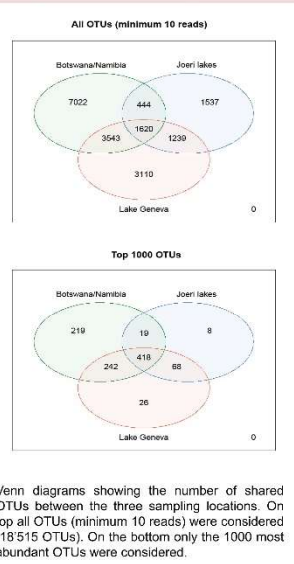 All OTUs (minimum 10 reads)
Botswana/Namibia
Joeri lakes
7022
444
1537
1620
3543
1239
3110
Lake Geneva
0
Top 1000 OTUs
Botswana/Namibia
Joeri lakes
219
19
8
418
242
68
26
Lake Geneva
0
Venn diagrams showing the number of shared
OTUs between the three sampling locations. On
top all OTUs (minimum 10 reads) were considered
(18'515 OTUs). On the bottom only the 1000 most
abundant OTUs were considered.